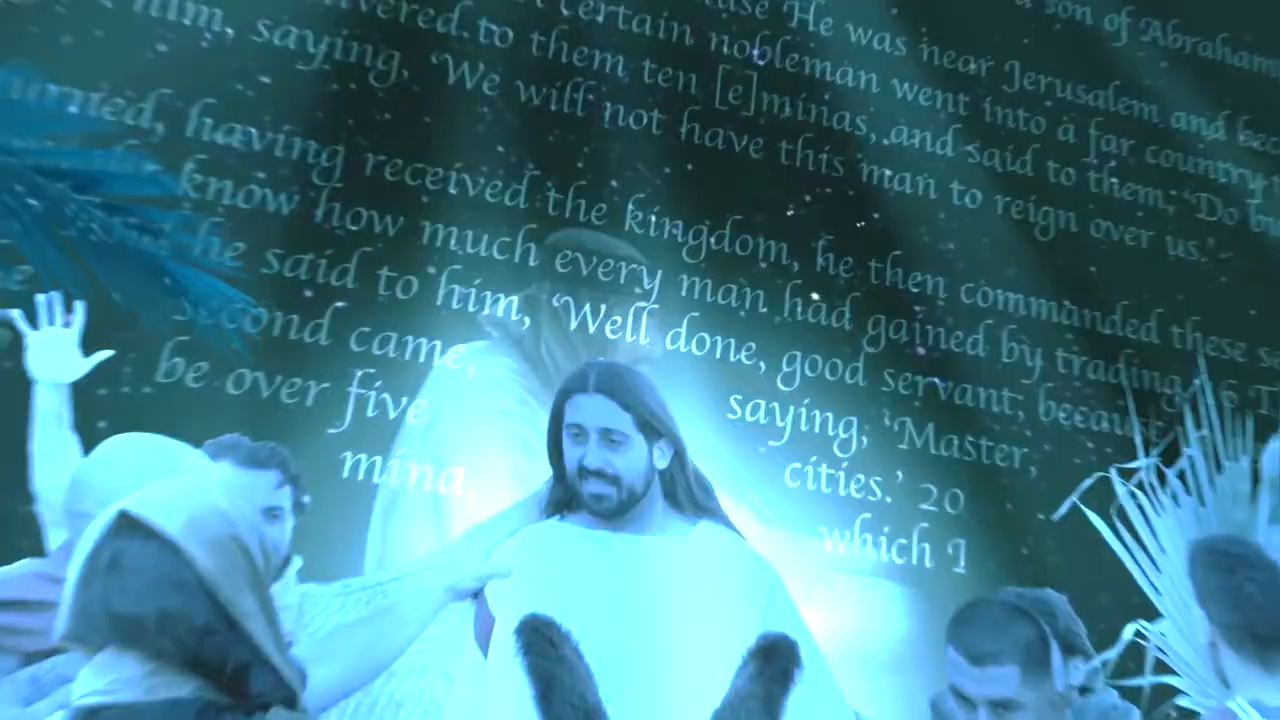 use He was near Jerusalem and bec
a son of Abraham
certain nobleman went into a far country
vered to them ten [e]minas, and said to them, 'Do bu
him, saying, 'We will not have this man to reign over us.'
urned, having received the kingdom, he then commanded these se
know how much every man had gained by trading. 16 T
he said to him, 'Well done, good servant; because
second came, saying, 'Master,
be over five cities.' 20
mina, which I